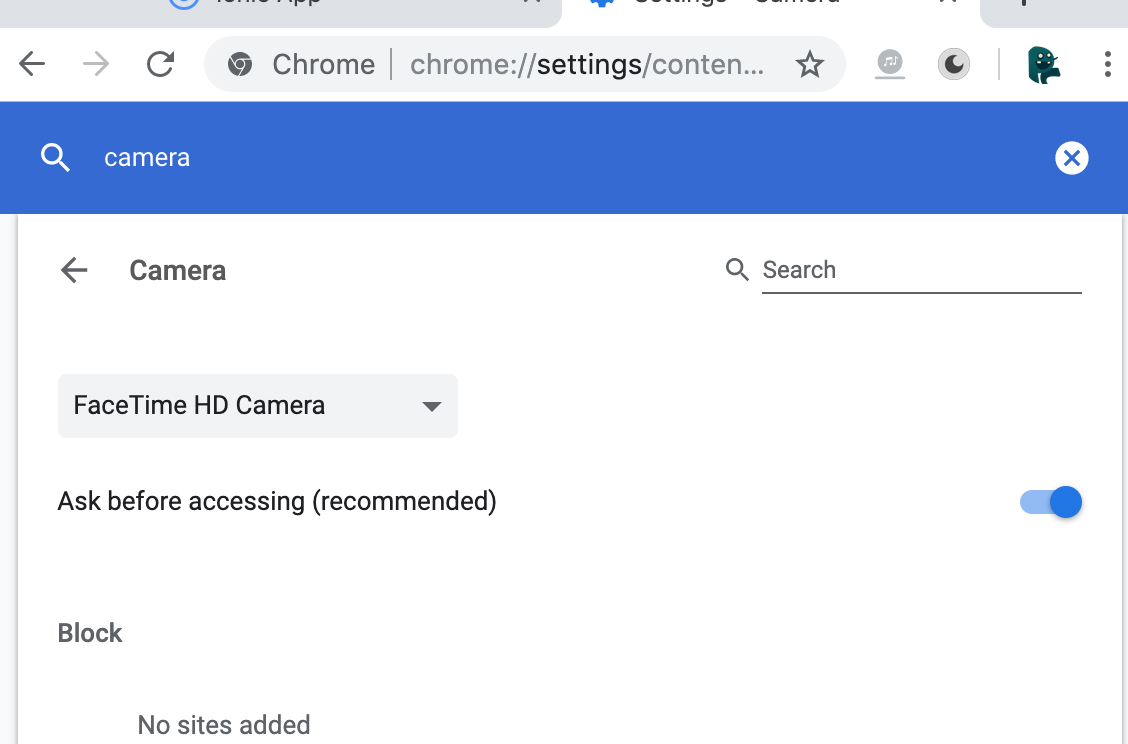 Ionic App
Settings - Camera
Chrome
chrome://settings/conten...
camera
Camera
Search
FaceTime HD Camera
Ask before accessing (recommended)
Block
No sites added